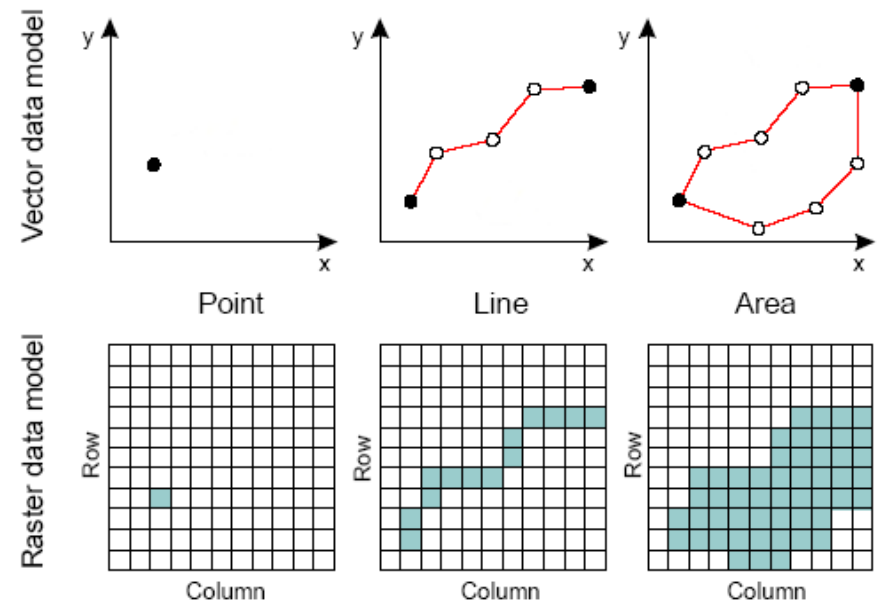 Vector data model
y
x
y
x
y
x
Point
Line
Area
Raster data model
Row
Column
Row
Column
Row
Column